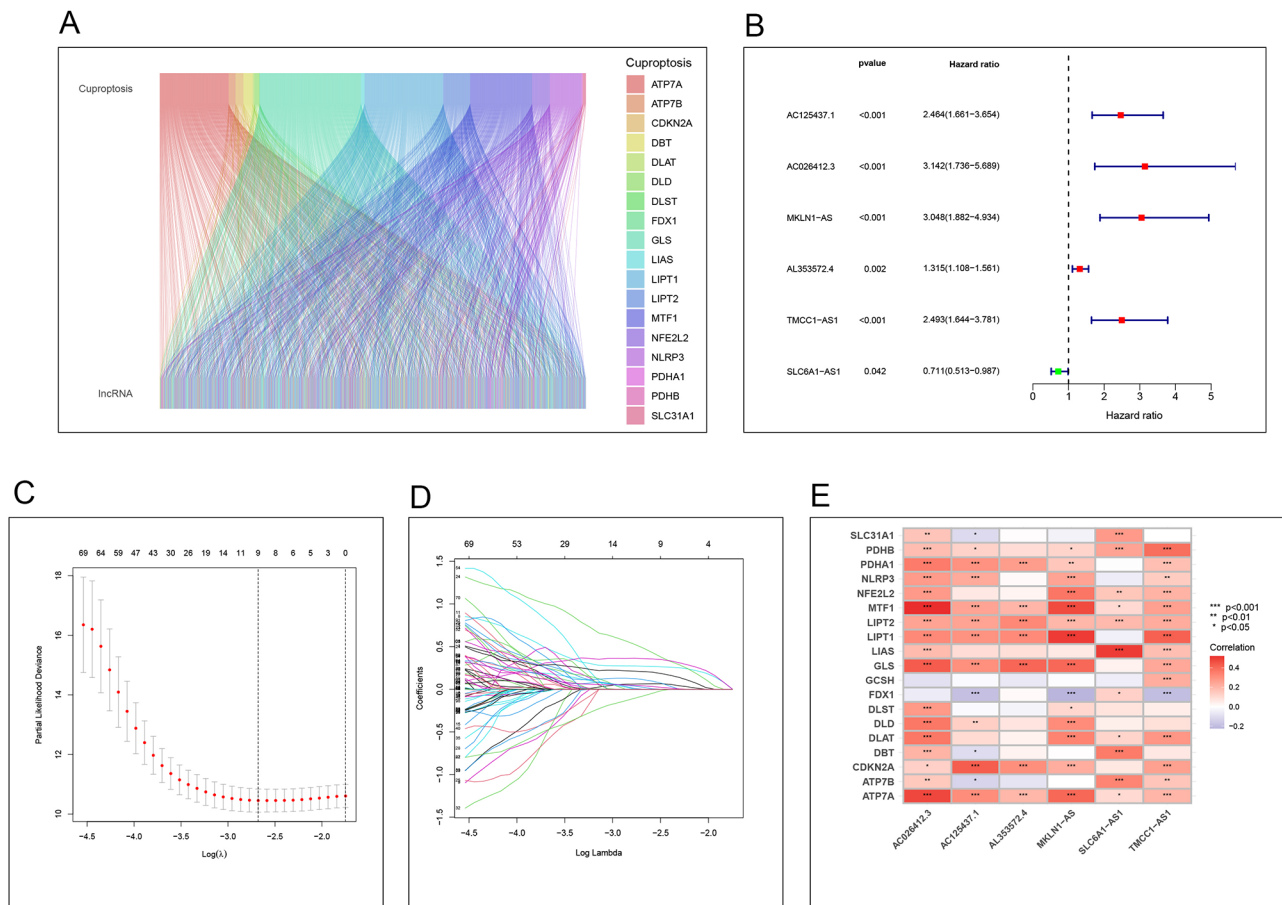 A
Cuproptosis
lncRNA
Cuproptosis
ATP7A
ATP7B
CDKN2A
DBT
DLAT
DLD
DLST
FDX1
GLS
LIAS
LIPT1
LIPT2
MTF1
NFE2L2
NLRP3
PDHA1
PDHB
SLC31A1
B
pvalue Hazard ratio
AC125437.1 <0.001 2.464(1.661−3.654)
AC026412.3 <0.001 3.142(1.736−5.689)
MKLN1−AS <0.001 3.048(1.882−4.934)
AL353572.4 0.002 1.315(1.108−1.561)
TMCC1−AS1 <0.001 2.493(1.644−3.781)
SLC6A1−AS1 0.042 0.711(0.513−0.987)
0 1 2 3 4 5
Hazard ratio
C
69 64 59 47 43 30 26 19 14 11 9 8 6 5 3 0
18
16
14
12
10
Partial Likelihood Deviance
−4.5 −4.0 −3.5 −3.0 −2.5 −2.0
Log(λ)
D
69 53 29 14 9 4
1.5
1.0
0.5
0.0
−0.5
−1.0
−1.5
Coefficients
−4.5 −4.0 −3.5 −3.0 −2.5 −2.0
Log Lambda
E
SLC31A1 ** * ***
PDHB *** * * *** ***
PDHA1 *** *** *** ** ***
NLRP3 *** *** *** **
NFE2L2 *** *** ** ***
MTF1 *** *** *** *** * ***
LIPT2 *** *** *** *** *** ***
LIPT1 *** *** *** *** ***
LIAS *** *** ***
GLS *** *** *** *** ***
GCSH ***
FDX1 *** *** * ***
DLST *** *
DLD *** ** ***
DLAT *** *** * ***
DBT *** * ***
CDKN2A * *** *** *** ***
ATP7B ** * *** **
ATP7A *** *** *** *** * ***
AC026412.3 AC125437.1 AL353572.4 MKLN1−AS SLC6A1−AS1 TMCC1−AS1
*** p<0.001
** p<0.01
* p<0.05
Correlation
0.4
0.2
0.0
−0.2